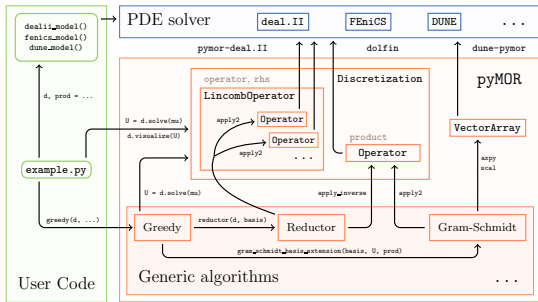 dealii_model()
fenics_model()
dune_model()
PDE solver
deal.II
FEniCS
DUNE
...
pymor-deal.II
dolfin
dune-pymor
d, prod = ...
operator, rhs
Discretization
pyMOR
LincombOperator
U = d.solve(mu)
d.visualize(U)
apply2
Operator
Operator
apply2
...
product
Operator
VectorArray
example.py
axpy
scal
U = d.solve(mu)
apply_inverse
apply2
greedy(d, ...)
Greedy
reductor(d, basis)
Reductor
Gram-Schmidt
gram_schmidt_basis_extension(basis, U, prod)
User Code
Generic algorithms
...